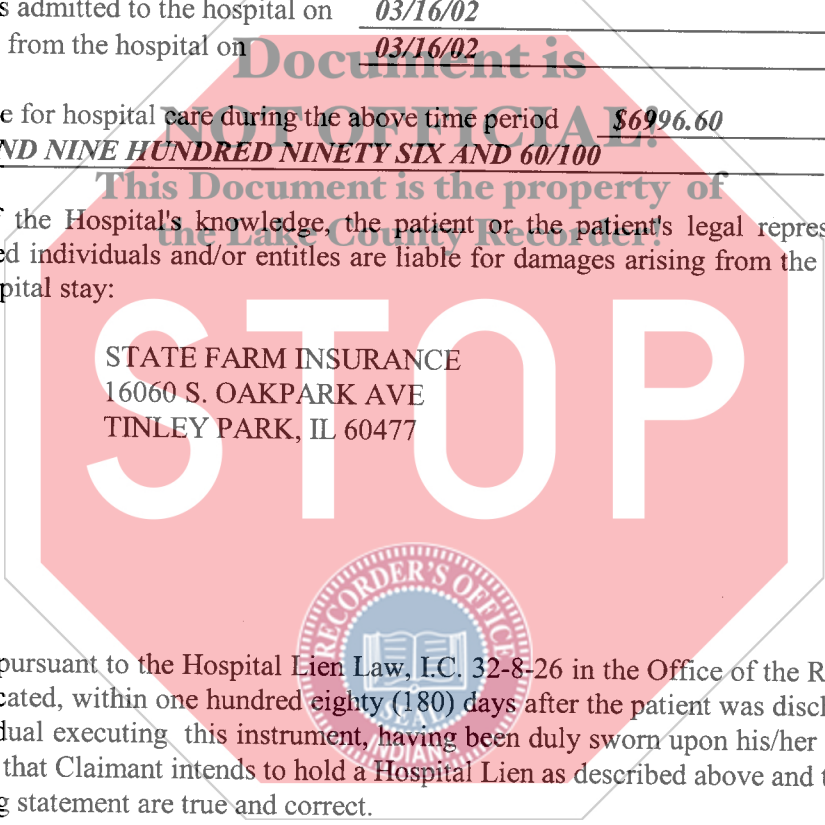 s admitted to the hospital on 03/16/02
from the hospital on 03/16/02
Document is
e for hospital care during the above time period $6996.60
NOT OFFICIAL!
ND NINE HUNDRED NINETY SIX AND 60/100
This Document is the property of
f the Hospital's knowledge, the patient or the patient's legal repres
the Lake County Recorder!
ed individuals and/or entitles are liable for damages arising from the
pital stay:
STOP
STATE FARM INSURANCE
16060 S. OAKPARK AVE
TINLEY PARK, IL 60477
RECORDER'S OFFICE
SEAL
INDIANA
pursuant to the Hospital Lien Law, I.C. 32-8-26 in the Office of the R
cated, within one hundred eighty (180) days after the patient was discl
dual executing this instrument, having been duly sworn upon his/her
that Claimant intends to hold a Hospital Lien as described above and t
g statement are true and correct.